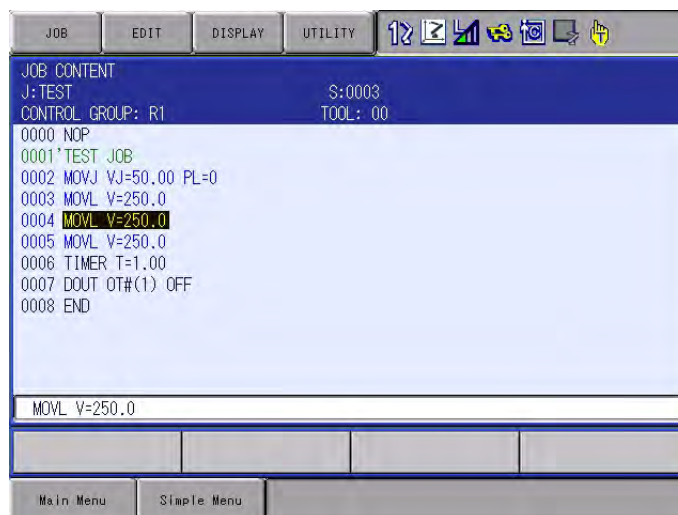 JOB EDIT DISPLAY UTILITY
JOB CONTENT
J:TEST S:0003
CONTROL GROUP: R1 TOOL: 00
0000 NOP
0001'TEST JOB
0002 MOVJ VJ=50.00 PL=0
0003 MOVL V=250.0
0004 MOVL V=250.0
0005 MOVL V=250.0
0006 TIMER T=1.00
0007 DOUT OT#(1) OFF
0008 END
MOVL V=250.0
Main Menu Simple Menu